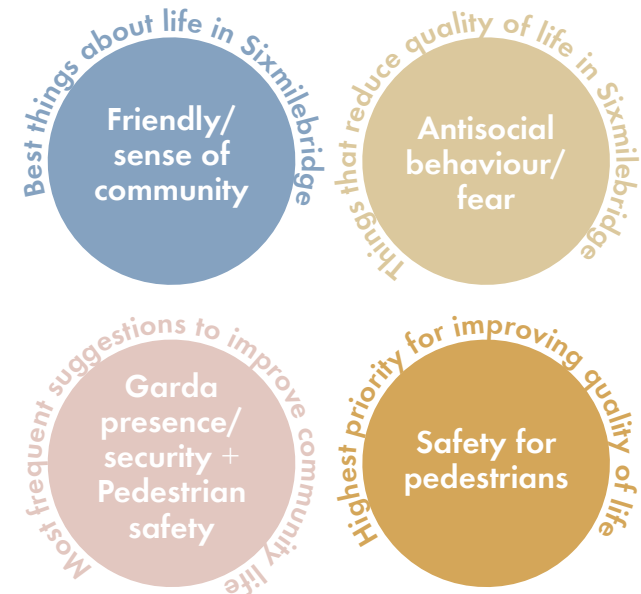 Best things about life in Sixmilebridge
Friendly/
sense of
community
Things that reduce quality of life in Sixmilebridge
Antisocial
behaviour/
fear
Most frequent suggestions to improve community life
Garda
presence/
security +
Pedestrian
safety
Highest priority for improving quality of life
Safety for
pedestrians